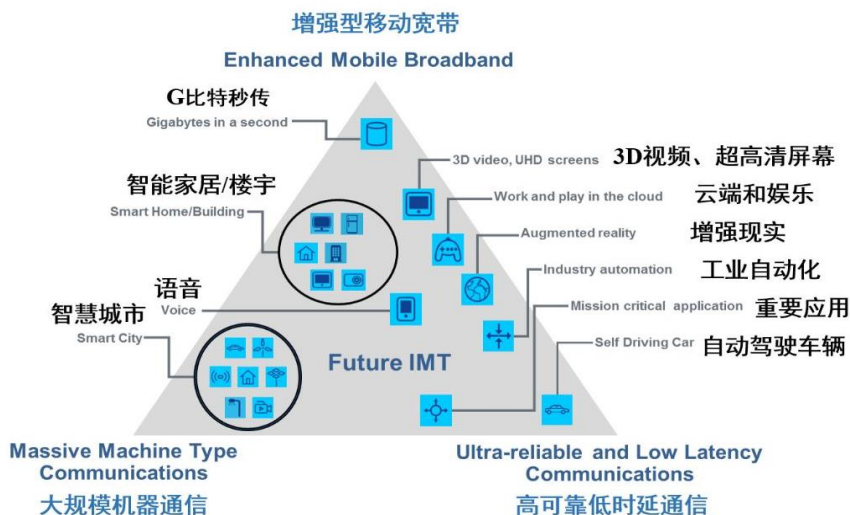 增强型移动宽带
Enhanced Mobile Broadband
G比特秒传
Gigabytes in a second
3D video, UHD screens 3D视频、超高清屏幕
智能家居/楼宇
Smart Home/Building
Work and play in the cloud 云端和娱乐
Augmented reality 增强现实
Industry automation 工业自动化
语音
Voice
Mission critical application 重要应用
智慧城市
Smart City
Self Driving Car 自动驾驶车辆
Future IMT
Massive Machine Type
Communications
大规模机器通信
Ultra-reliable and Low Latency
Communications
高可靠低时延通信